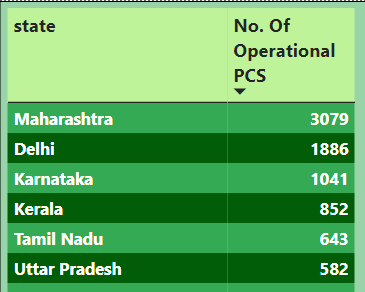 state No. Of
Operational
PCS
Maharashtra 3079
Delhi 1886
Karnataka 1041
Kerala 852
Tamil Nadu 643
Uttar Pradesh 582